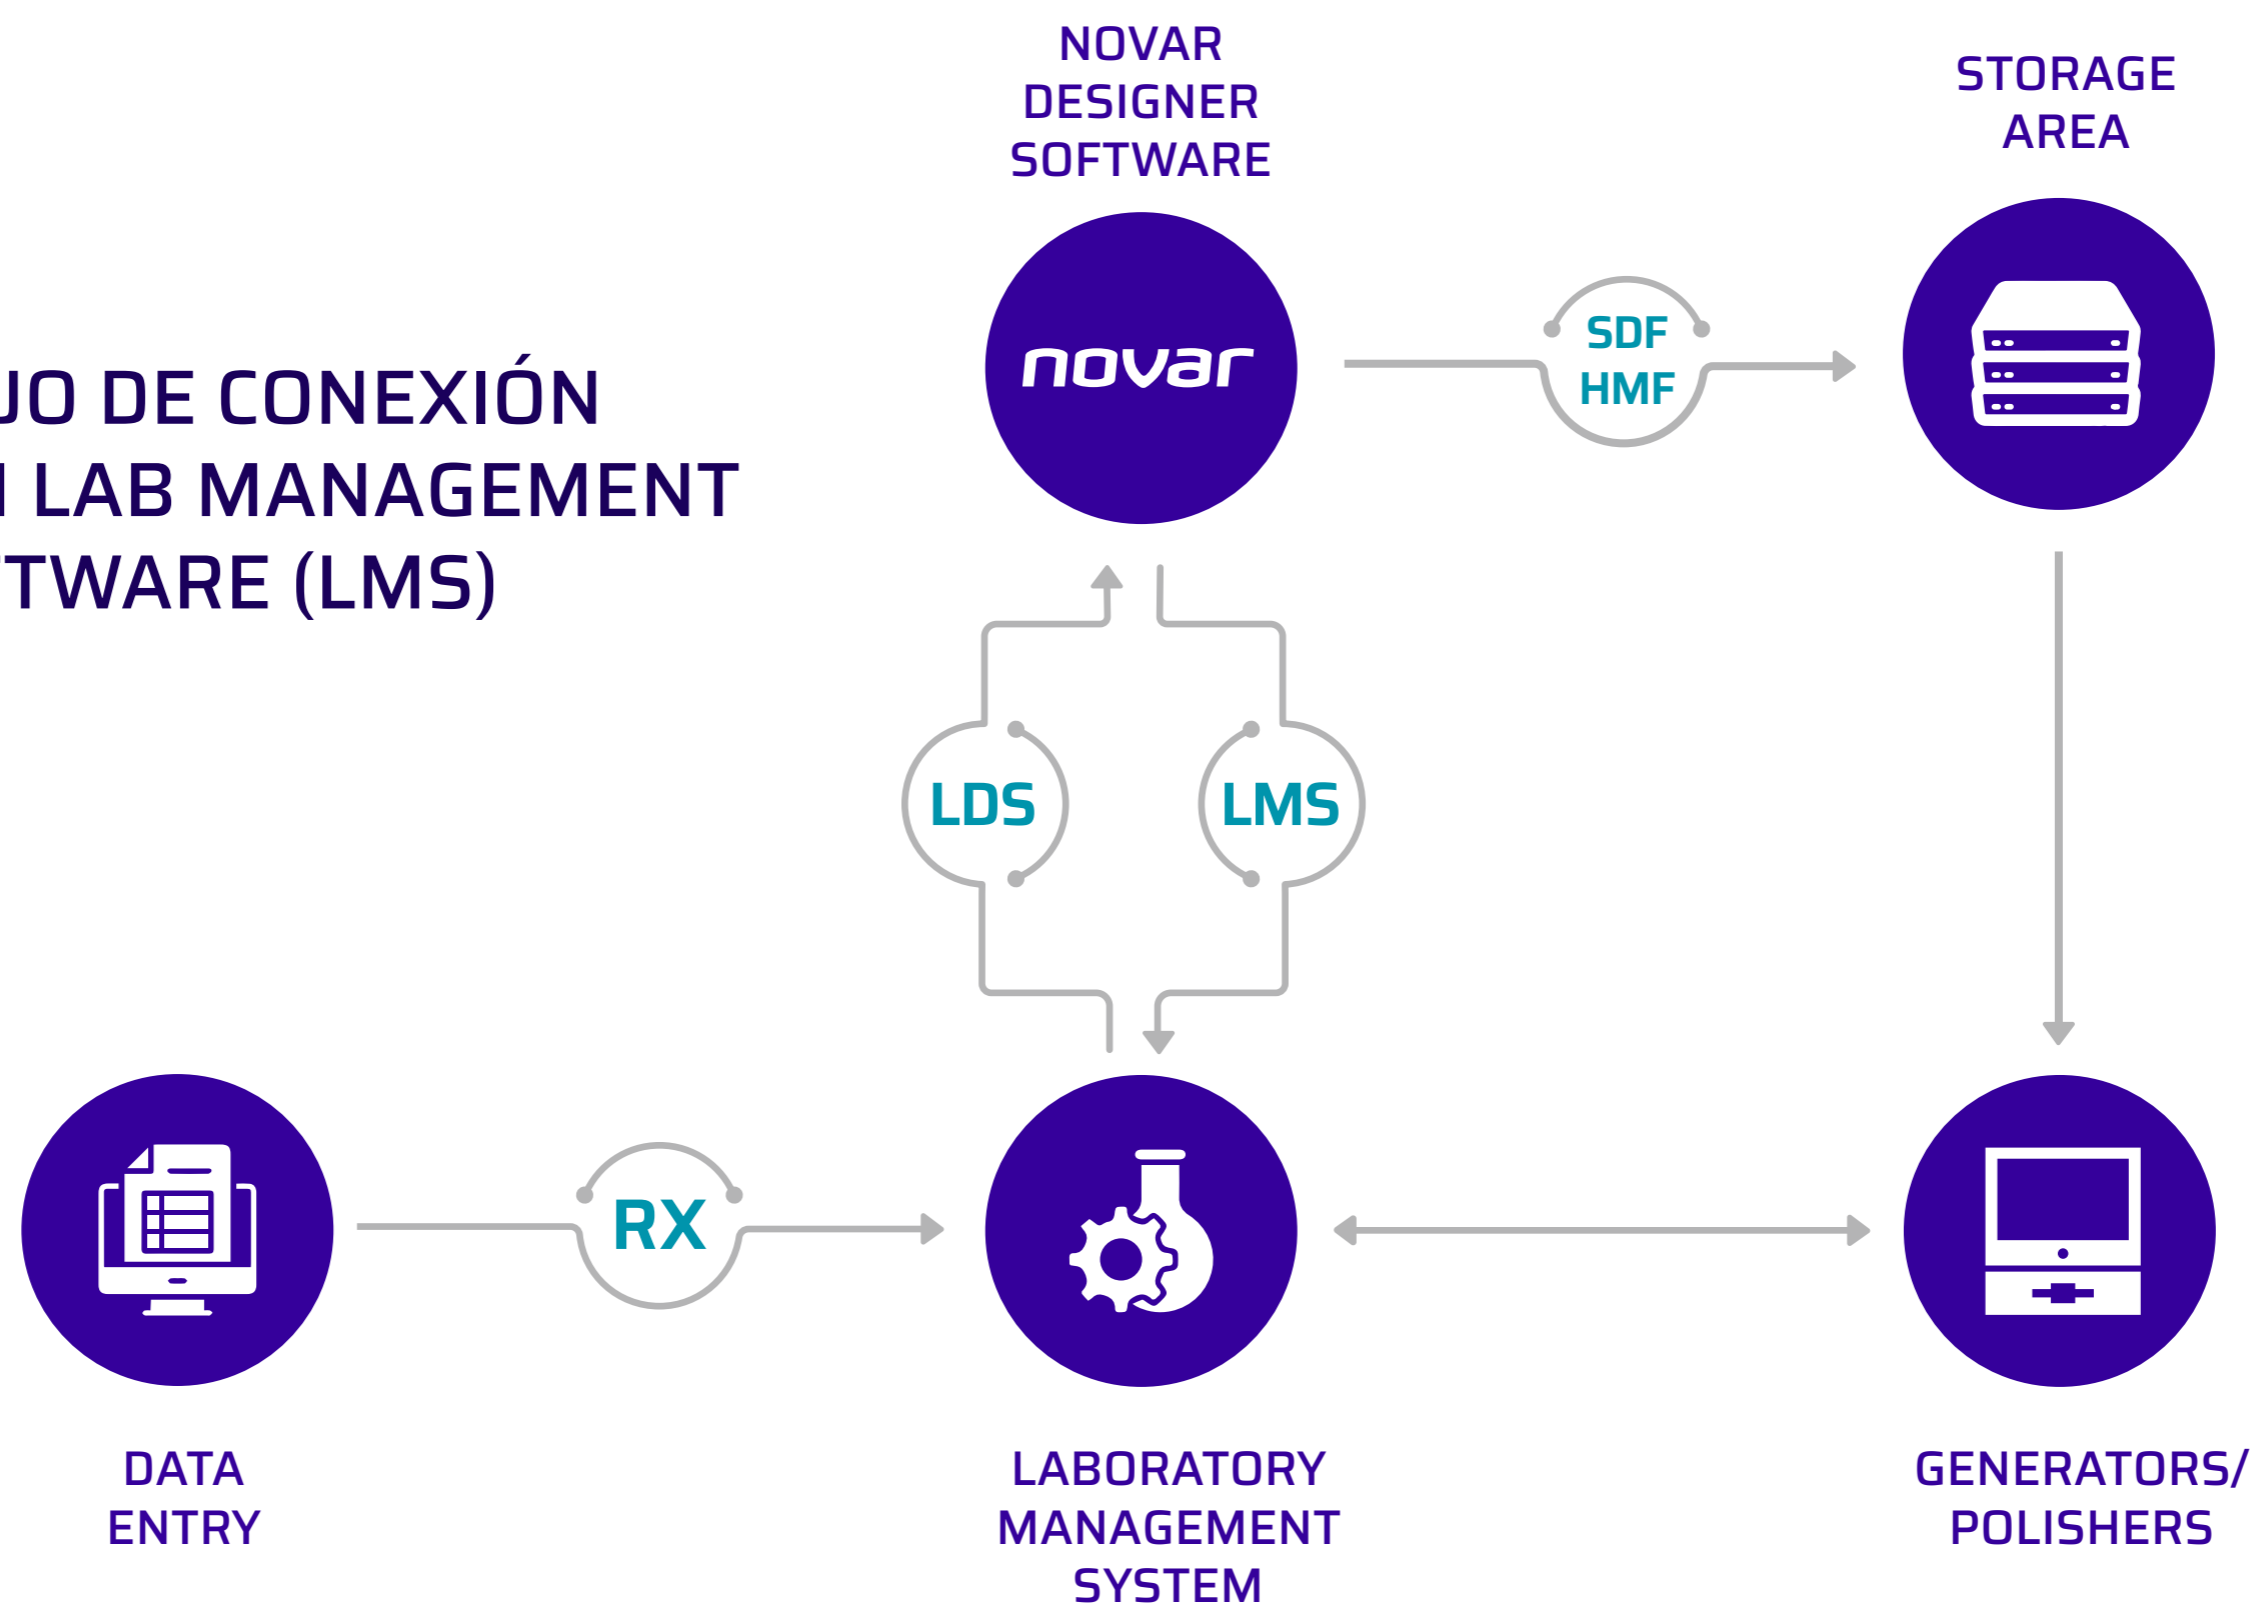 NOVAR
DESIGNER
SOFTWARE
STORAGE
AREA
novar
SDF
HMF
JO DE CONEXIÓN
LAB MANAGEMENT
TWARE (LMS)
LDS
LMS
RX
DATA
ENTRY
LABORATORY
MANAGEMENT
SYSTEM
GENERATORS/
POLISHERS